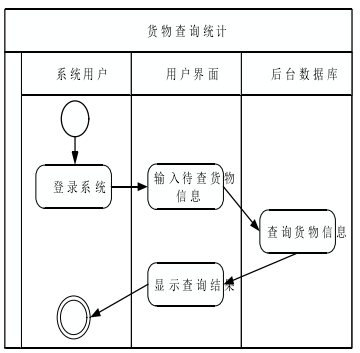 货物查询统计
系统用户
用户界面
后台数据库
登录系统
输入待查货物
信息
查询货物信息
显示查询结果